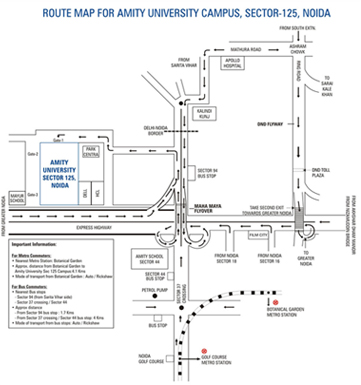 ROUTE MAP FOR AMITY UNIVERSITY CAMPUS, SECTOR-125, NOIDA
FROM SOUTH EXTN.
MATHURA ROAD
ASHRAM
CHOWK
FROM
SARITA VIHAR
APOLLO
HOSPITAL
RING ROAD
TO
SARAI
KALE
KHAN
KALINDI
KUNJ
DELHI NOIDA
BORDER
DND FLYWAY
Gate-1
Gate-2
Gate-3
PARK
CENTRAL
AMITY
UNIVERSITY
SECTOR 125,
NOIDA
DELL
HCL
MAYUR
SCHOOL
SECTOR 94
BUS STOP
DND TOLL
PLAZA
MAHA MAYA
FLYOVER
TAKE SECOND EXIT
TOWARDS GREATER NOIDA
FROM GREATER NOIDA
EXPRESS HIGHWAY
FILM CITY
FROM NOIDA
SECTOR 18
FROM NOIDA
SECTOR 16
TO
GREATER
NOIDA
Important Information:
For Metro Commuters:
Nearest Metro Station: Botanical Garden
Approx. distance from Botanical Garden to
Amity University Sec 125 Campus 4.1 Kms
Mode of transport from Botanical Garden : Auto / Rickshaw
For Bus Commuters:
Nearest Bus stops
- Sector 94 (from Sarita Vihar side)
- Sector 37 crossing / Sector 44
Approx distance
- From Sector 94 bus stop : 1.7 Kms
- From Sector 37 crossing / Sector 44 bus stop: 4 Kms
Mode of transport from bus stops: Auto / Rickshaw
AMITY SCHOOL
SECTOR 44
SECTOR 44
BUS STOP
PETROL PUMP
SECTOR 37
CROSSING
BUS STOP
BOTANICAL GARDEN
METRO STATION
NOIDA
GOLF COURSE
GOLF COURSE
METRO STATION